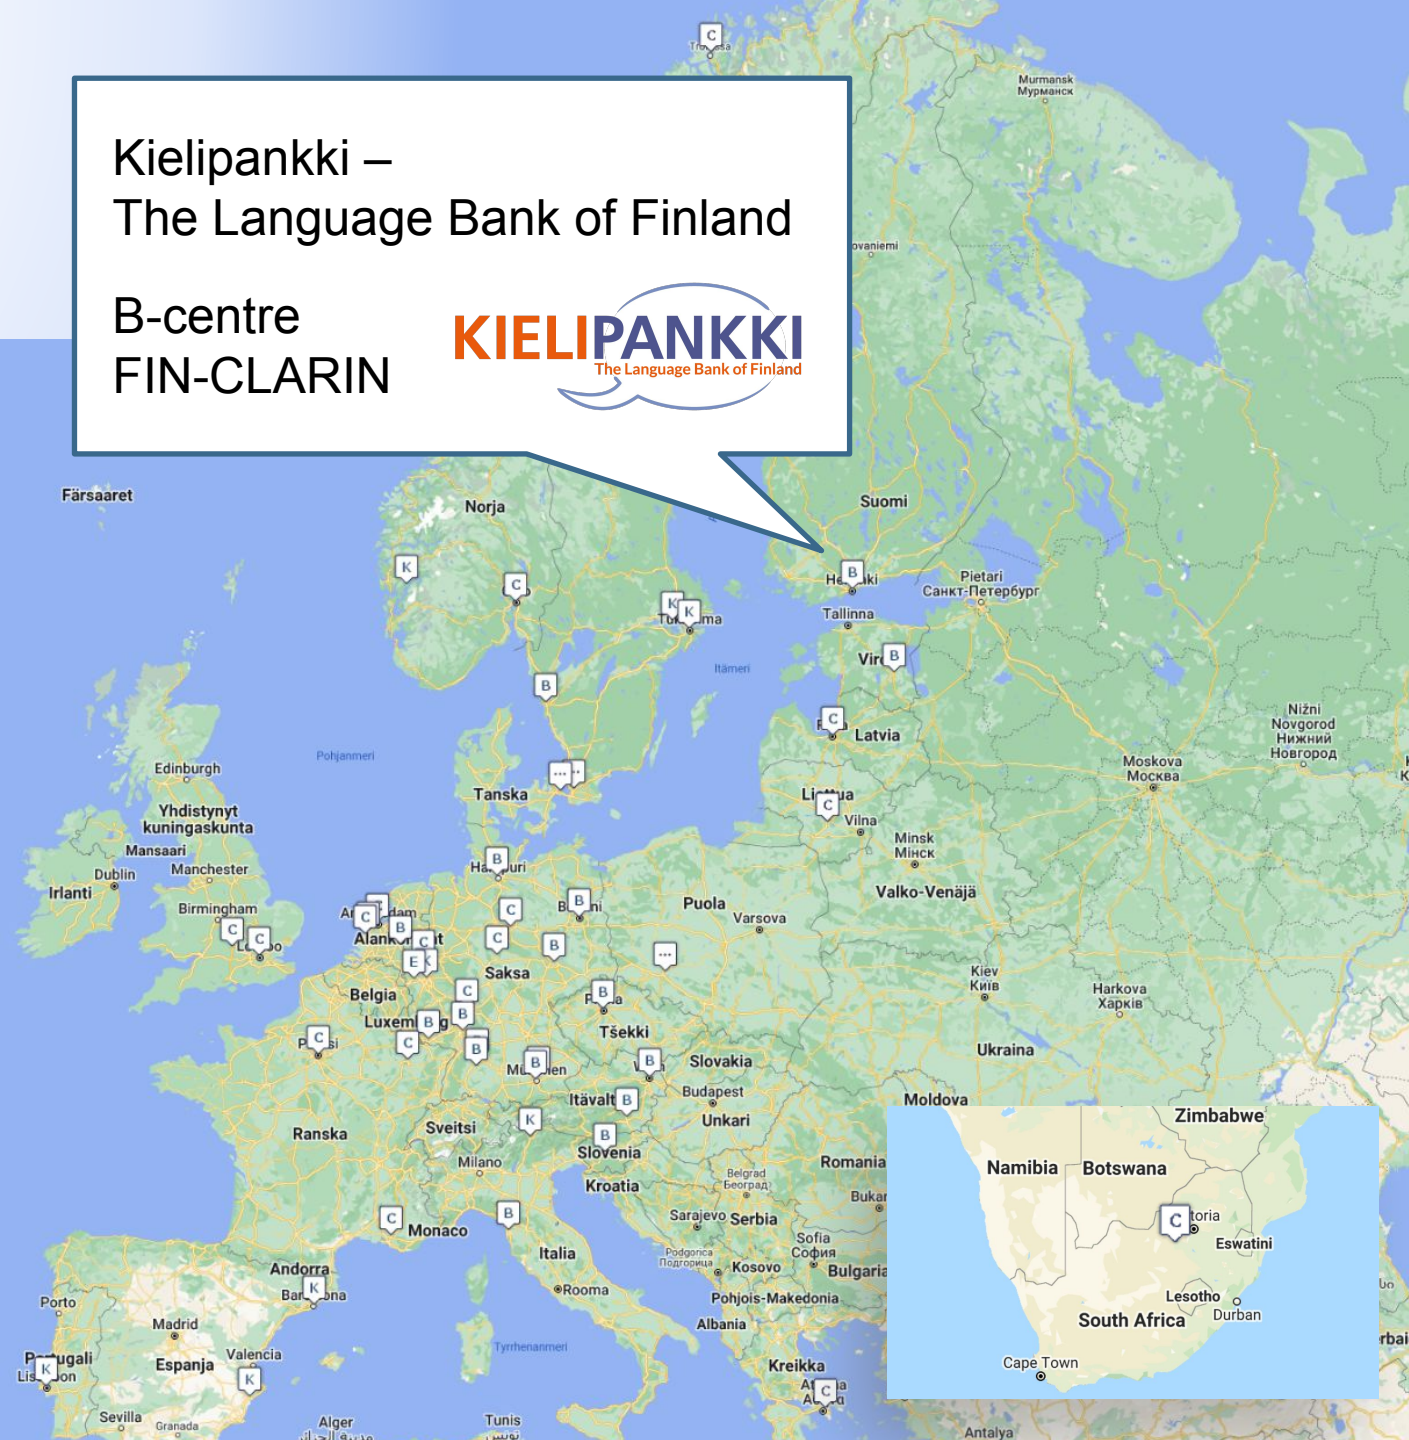 C
Murmansk
Мурманск
Kielipankki –
The Language Bank of Finland
B-centre
FIN-CLARIN
KIELIPANKKI
The Language Bank of Finland
ovaniemi
Färsaaret
Norja
Suomi
K
C
B
Pietari
Санкт-Петербург
K
K
Tallinna
B
Itämeri
B
Nižni
Novgorod
Нижний
Новгород
C
Latvia
Pohjanmeri
Edinburgh
Moskova
Москва
...
Tanska
C
Vilna
Yhdistynyt
kuningaskunta
Minsk
Мінск
Mansaari
Manchester
Dublin
Irlanti
B
Valko-Venäjä
Birmingham
C
B
C
B
Puola
Varsova
C
C
C
C
B
E
K
...
Saksa
Kiev
Київ
Harkova
Харків
Belgia
C
B
B
B
Tšekki
C
C
B
B
B
Slovakia
Ukraina
Budapest
Moldova
B
Unkari
K
Ranska
Sveitsi
B
Slovenia
Milano
Kroatia
Belgrad
Београд
Romania
C
Monaco
B
Sarajevo
Serbia
Sofia
София
Italia
Podgorica
Подгорица
Kosovo
Bulgaria
Andorra
K
Rooma
Pohjois-Makedonia
Porto
Madrid
Albania
Tyrrhenanmeri
Valencia
Espanja
K
K
Kreikka
C
Sevilla
Granada
Alger
Tunis
تونس
Antalya
Zimbabwe
Namibia
Botswana
C
toria
Eswatini
Lesotho
Durban
South Africa
Cape Town